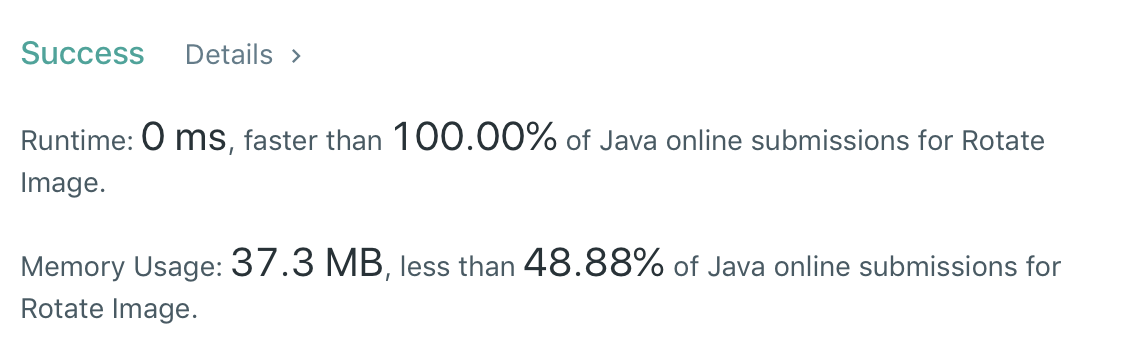 Success Details >
Runtime: 0 ms, faster than 100.00% of Java online submissions for Rotate
Image.
Memory Usage: 37.3 MB, less than 48.88% of Java online submissions for
Rotate Image.